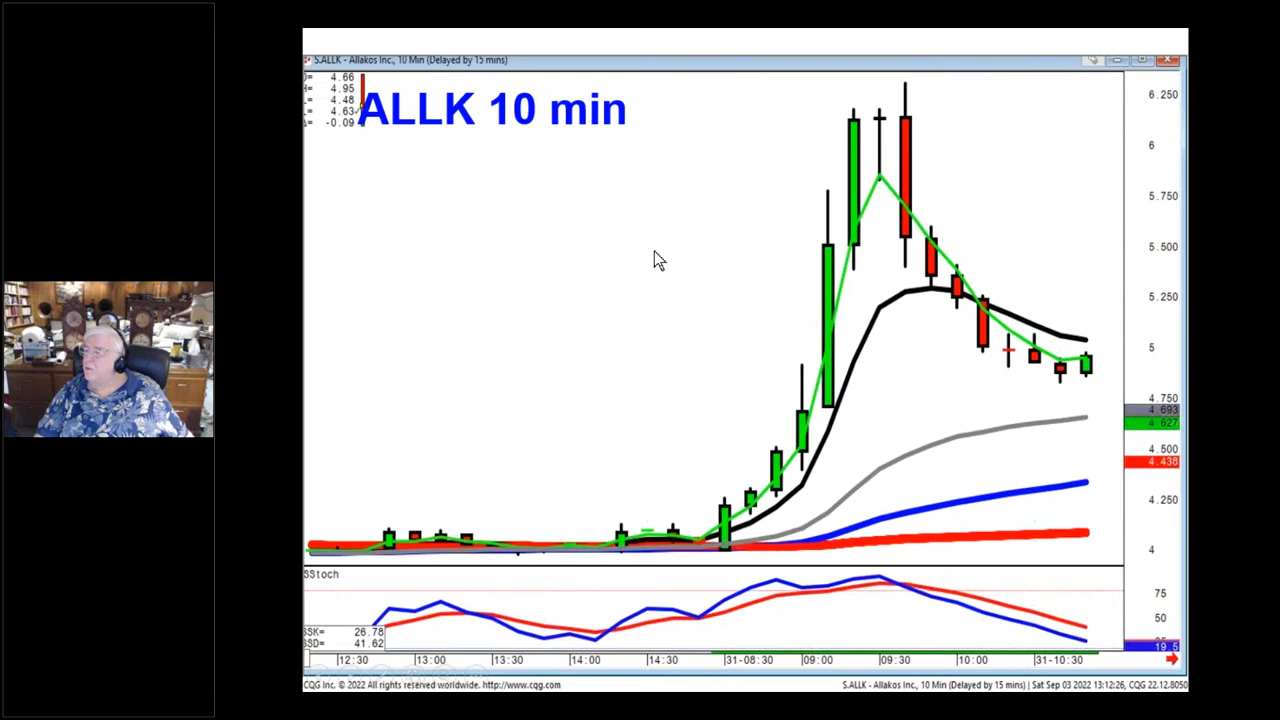 S.ALLK - Allakos Inc., 10 Min (Delayed by 15 mins)
= 4.66
= 4.95
= 4.48
= 4.63
= -0.09
ALLK 10 min
6.250
6
5.750
5.500
5.250
5
4.750
4.693
4.627
4.500
4.438
4.250
4
SStoch
75
50
SSK= 26.78
SSD= 41.62
19.5
12:30 13:00 13:30 14:00 14:30 31-08:30 09:00 09:30 10:00 31-10:30
CQG Inc. © 2022 All rights reserved worldwide. http://www.cqg.com
S.ALLK - Allakos Inc., 10 Min (Delayed by 15 mins) | Sat Sep 03 2022 13:12:26, CQG 22.12.8050